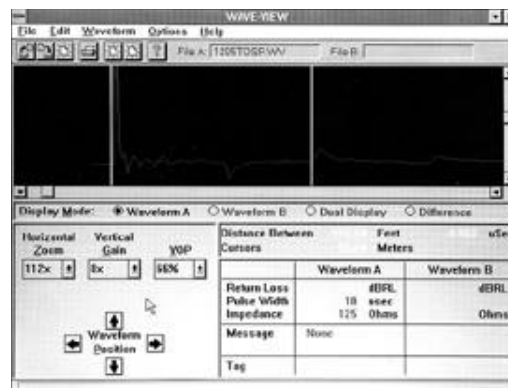 WAVE-VIEW
File Edit Waveform Options Help
File A: 1205TOSP.WV File B:
Display Mode: Waveform A Waveform B Dual Display Difference
Horizontal Zoom Vertical Gain VOP
112x 8x 66%
Waveform Position
Distance Between Cursors Feet Meters
Waveform A Waveform B
Return Loss dBRL dBRL
Pulse Width 18 nsec
Impedance 125 Ohms Ohms
Message None
Tag